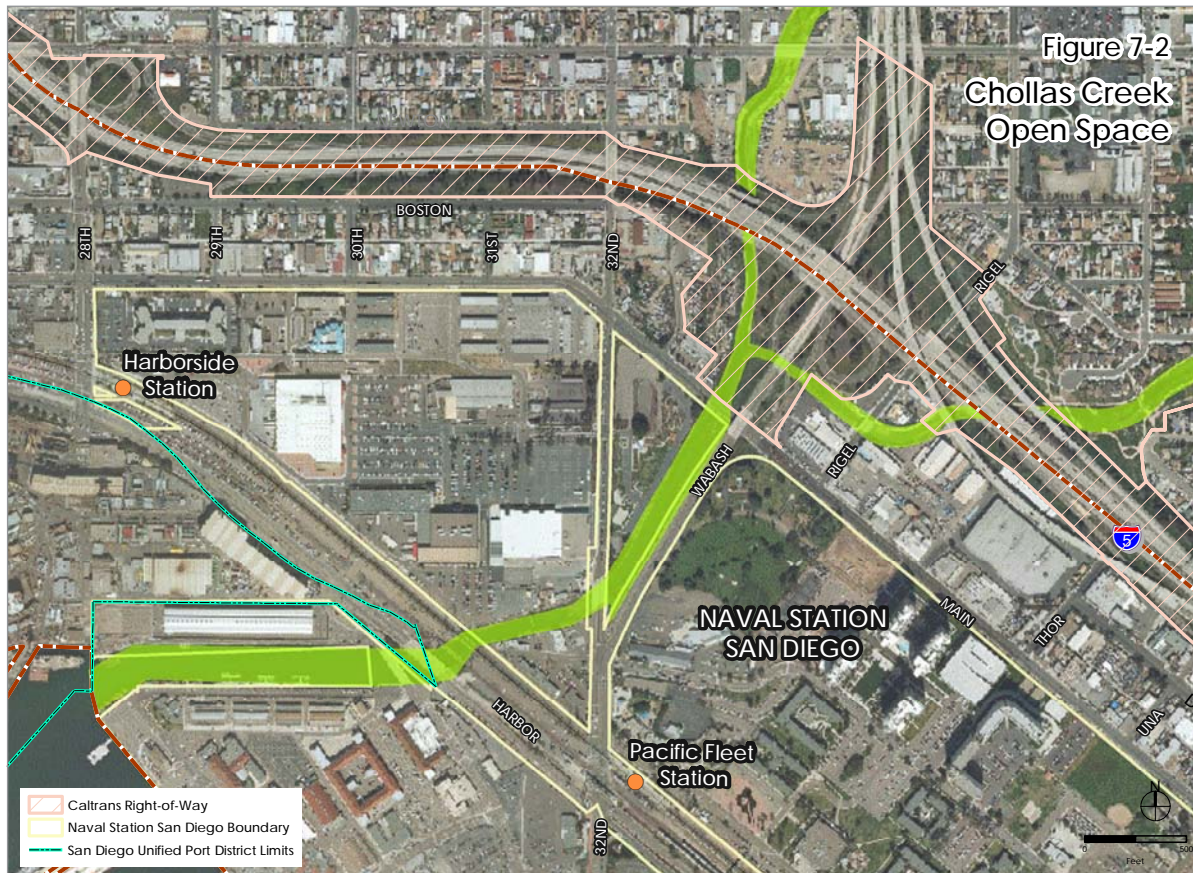 Figure 7-2
Chollas Creek
Open Space
BOSTON
28TH
29TH
30TH
31ST
32ND
RIGEL
Harborside
Station
WABASH
RIGEL
5
NAVAL STATION
SAN DIEGO
MAIN
THOR
UNA
HARBOR
Pacific Fleet
Station
32ND
N
0 500
Feet
Caltrans Right-of-Way
Naval Station San Diego Boundary
San Diego Unified Port District Limits